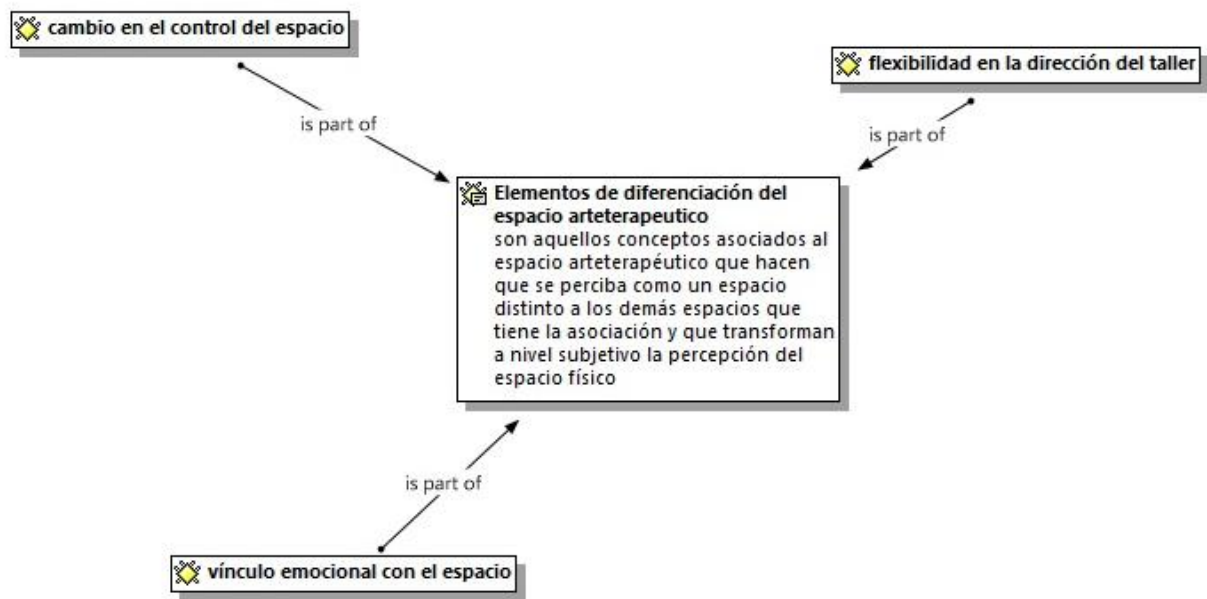 cambio en el control del espacio
flexibilidad en la dirección del taller
is part of
is part of
Elementos de diferenciación del
espacio arteterapeutico
son aquellos conceptos asociados al
espacio arteterapéutico que hacen
que se perciba como un espacio
distinto a los demás espacios que
tiene la asociación y que transforman
a nivel subjetivo la percepción del
espacio físico
is part of
vínculo emocional con el espacio